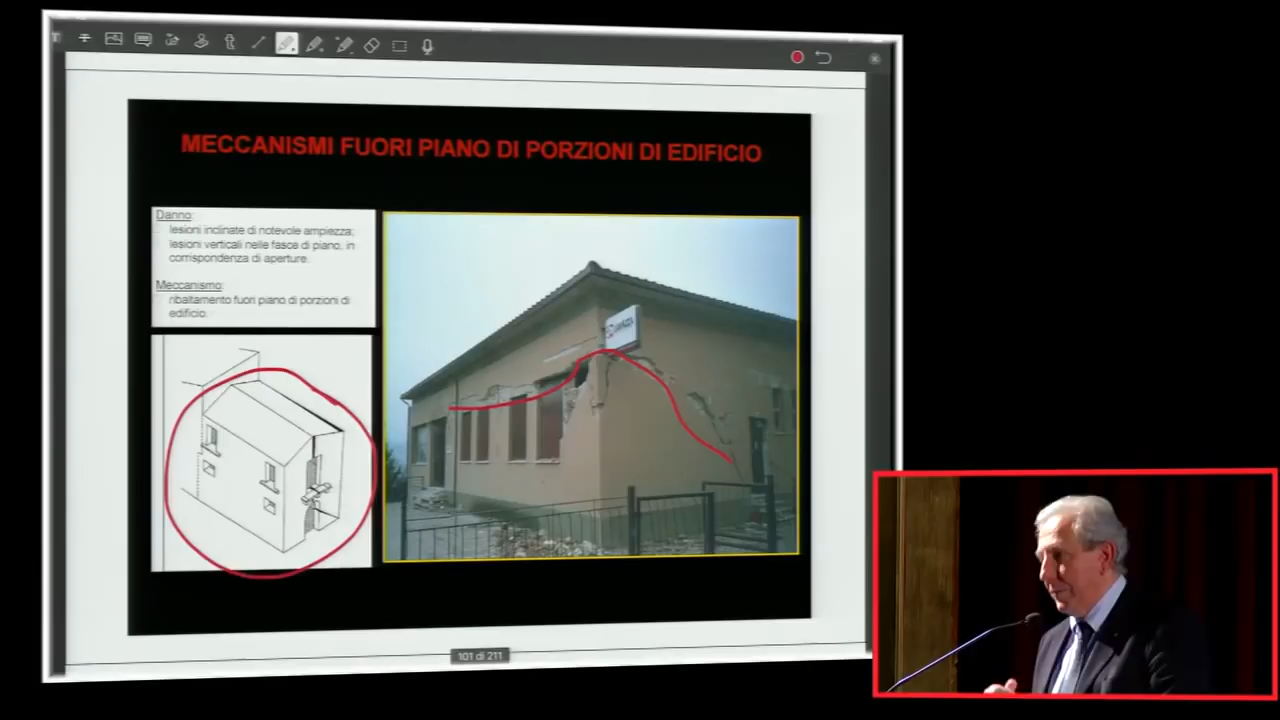 MECCANISMI FUORI PIANO DI PORZIONI DI EDIFICIO
Danno:
lesioni inclinate di notevole ampiezza;
lesioni verticali nelle fasce di piano, in
corrispondenza di aperture.
Meccanismo:
ribaltamento fuori piano di porzioni di
edificio.
101 di 211